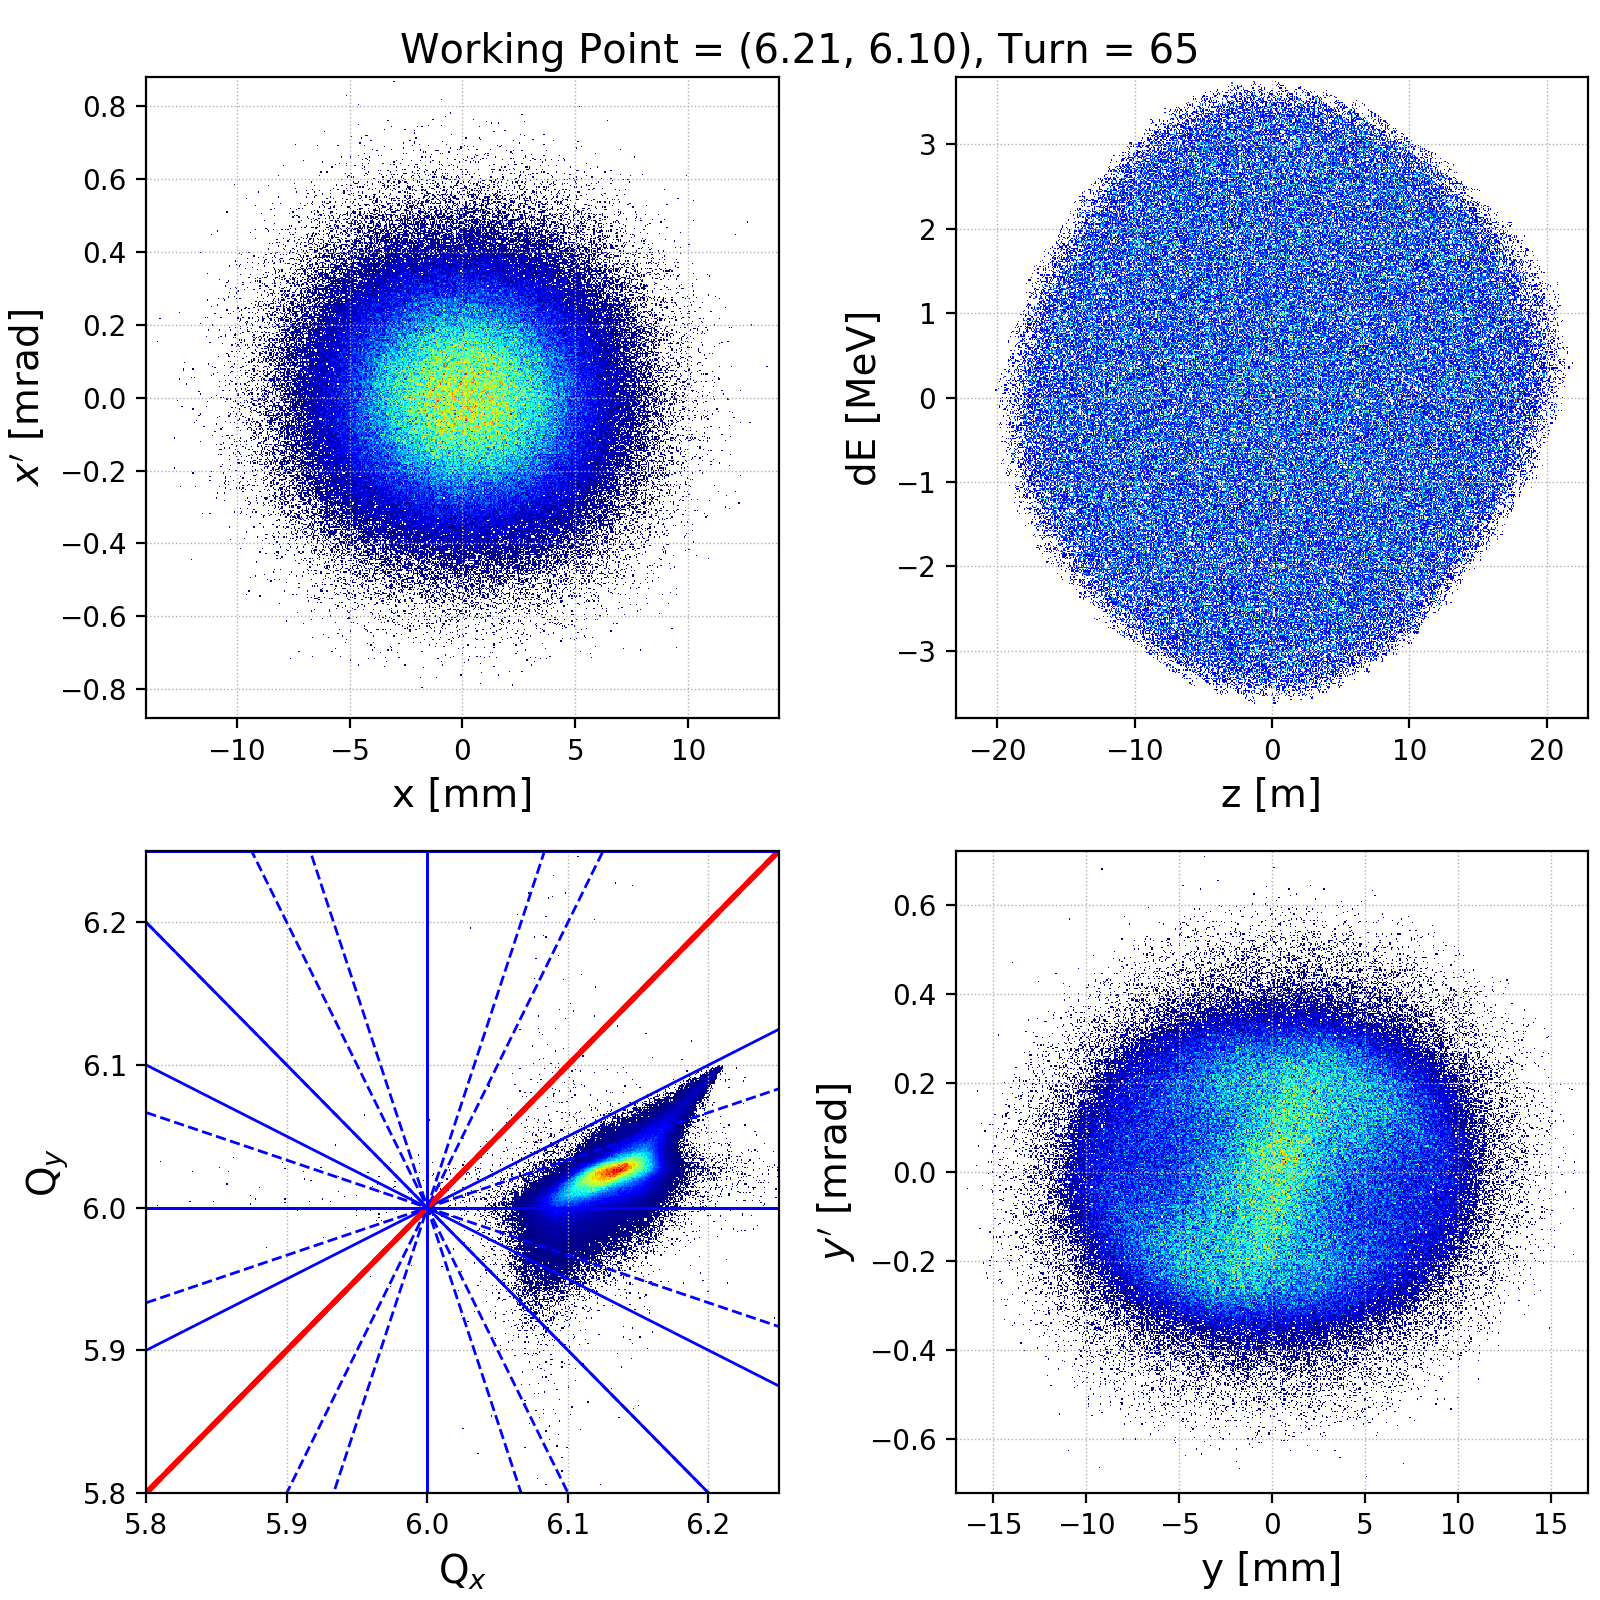 Working Point = (6.21, 6.10), Turn = 65
0.8
0.6
0.4
0.2
0.0
−0.2
−0.4
−0.6
−0.8
x′ [mrad]
−10 −5 0 5 10
x [mm]
3
2
1
0
−1
−2
−3
dE [MeV]
−20 −10 0 10 20
z [m]
6.2
6.1
6.0
5.9
5.8
Qy
5.8 5.9 6.0 6.1 6.2
Qx
0.6
0.4
0.2
0.0
−0.2
−0.4
−0.6
y′ [mrad]
−15 −10 −5 0 5 10 15
y [mm]